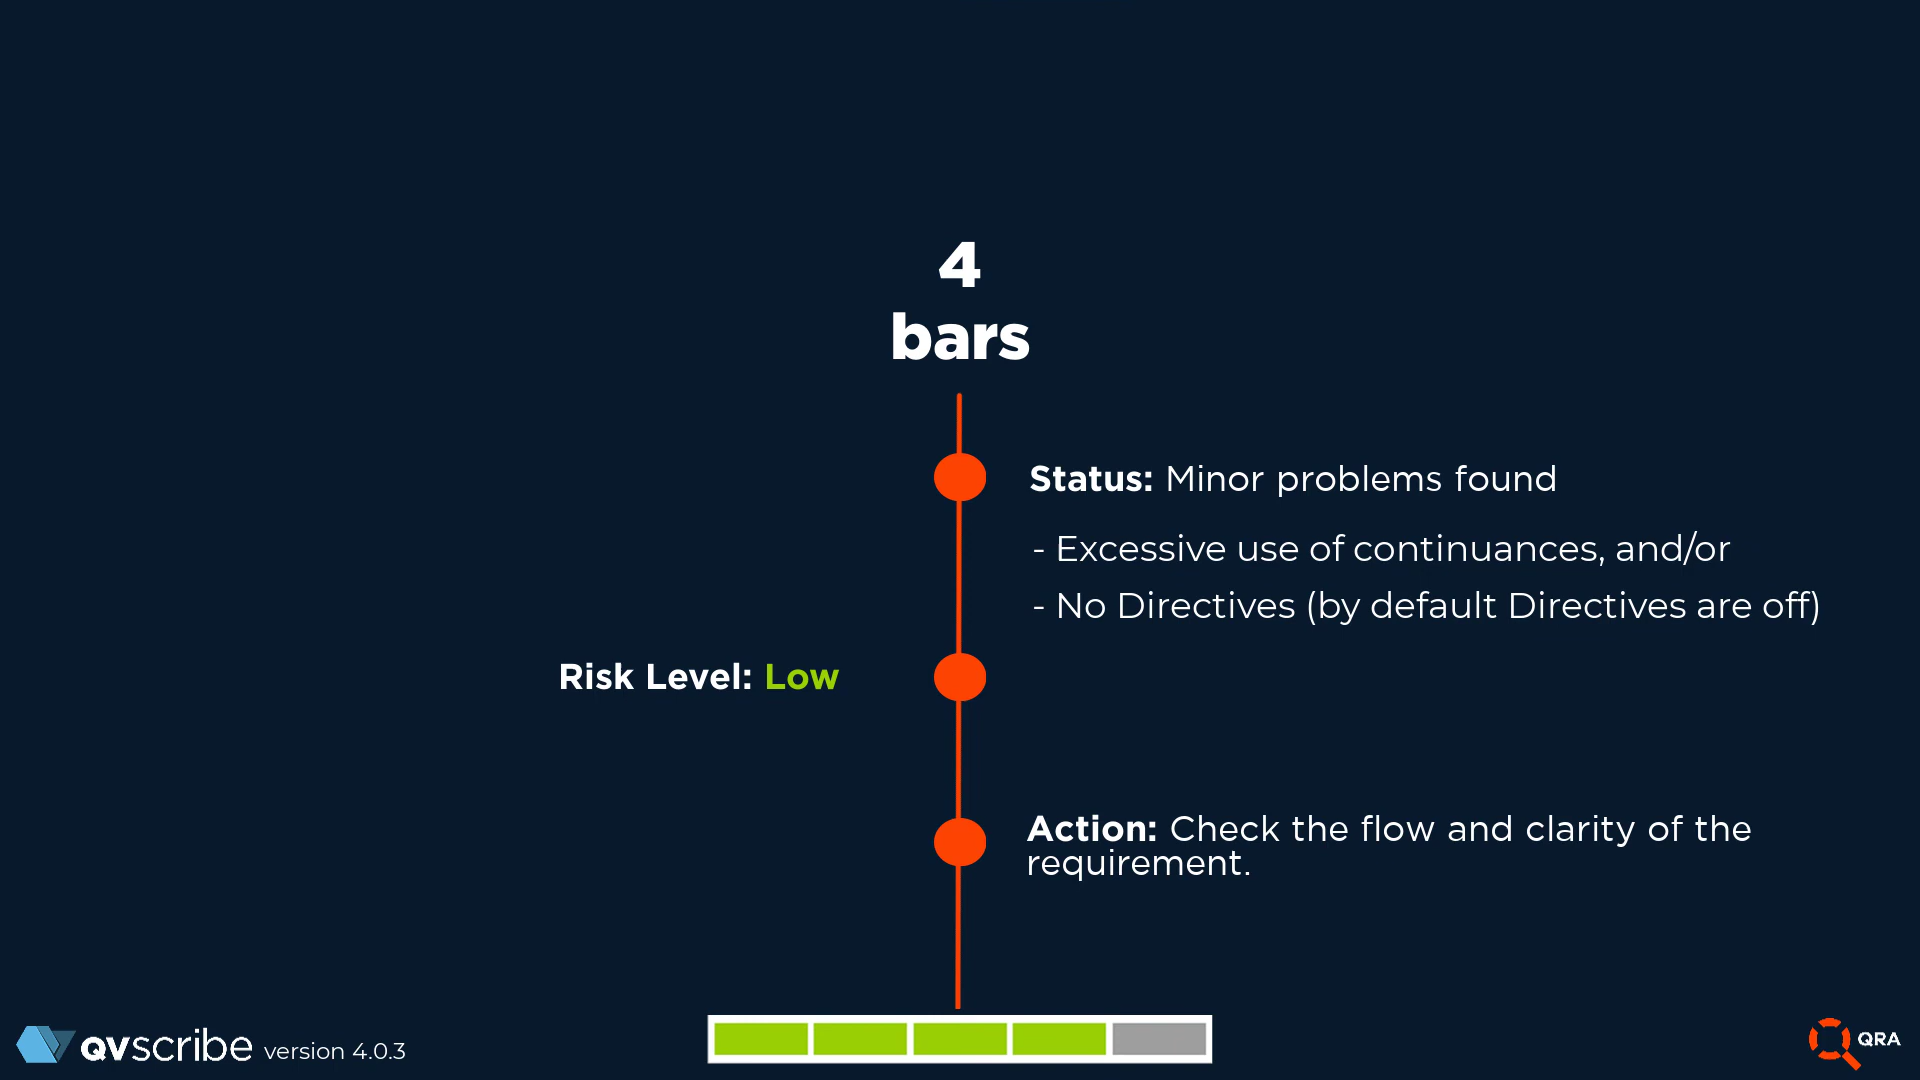 4
bars
Status: Minor problems found
- Excessive use of continuances, and/or
- No Directives (by default Directives are off)
Risk Level: Low
Action: Check the flow and clarity of the
requirement.
qvscribe version 4.0.3
QRA